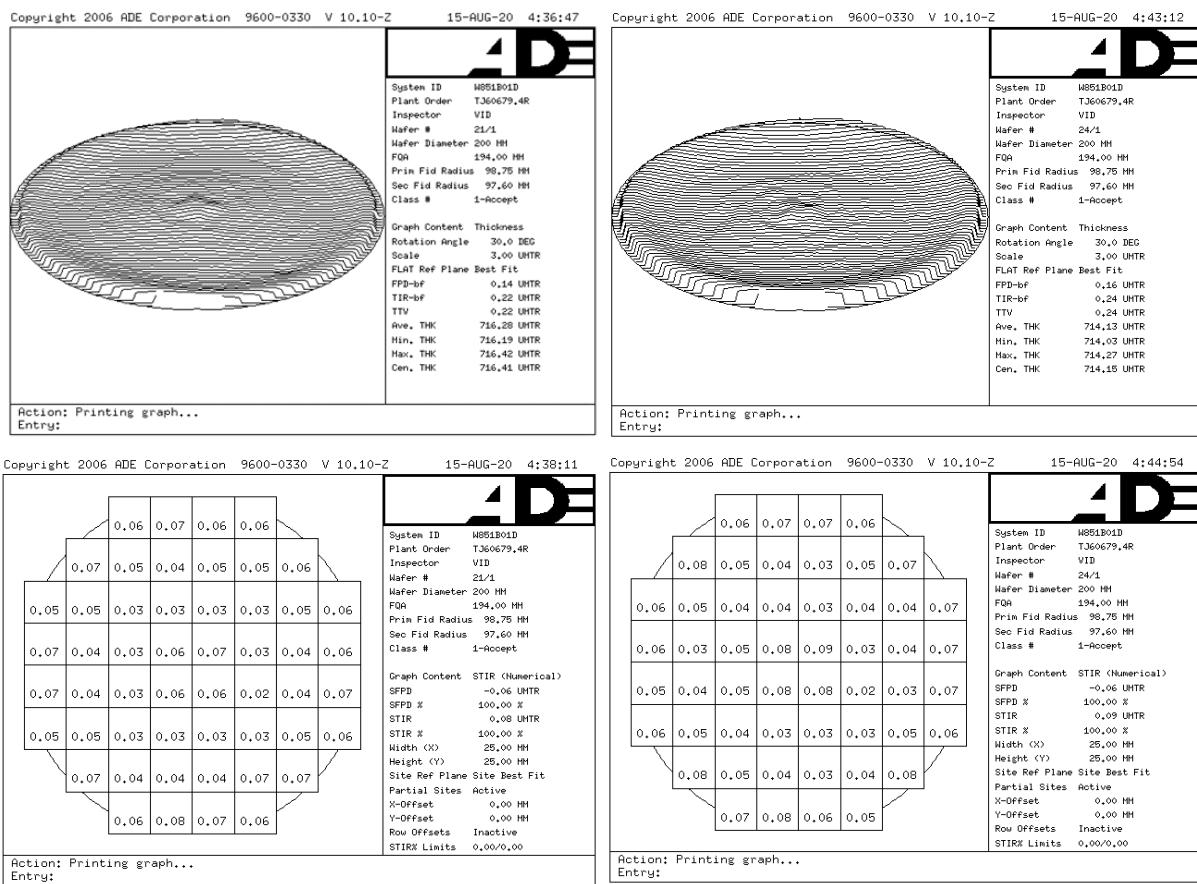 Copyright 2006 ADE Corporation 9600-0330 V 10.10-Z 15-AUG-20 4:36:47
ADE
System ID W851B01D
Plant Order TJ60679.4R
Inspector VID
Wafer # 21/1
Wafer Diameter 200 MM
FQA 194.00 MM
Prim Fid Radius 98.75 MM
Sec Fid Radius 97.60 MM
Class # 1-Accept
Graph Content Thickness
Rotation Angle 30.0 DEG
Scale 3.00 UMTR
FLAT Ref Plane Best Fit
FPD-bf 0.14 UMTR
TIR-bf 0.22 UMTR
TTV 0.22 UMTR
Ave. THK 716.28 UMTR
Min. THK 716.19 UMTR
Max. THK 716.42 UMTR
Cen. THK 716.41 UMTR
Action: Printing graph...
Entry:
Copyright 2006 ADE Corporation 9600-0330 V 10.10-Z 15-AUG-20 4:43:12
ADE
System ID W851B01D
Plant Order TJ60679.4R
Inspector VID
Wafer # 24/1
Wafer Diameter 200 MM
FQA 194.00 MM
Prim Fid Radius 98.75 MM
Sec Fid Radius 97.60 MM
Class # 1-Accept
Graph Content Thickness
Rotation Angle 30.0 DEG
Scale 3.00 UMTR
FLAT Ref Plane Best Fit
FPD-bf 0.16 UMTR
TIR-bf 0.24 UMTR
TTV 0.24 UMTR
Ave. THK 714.13 UMTR
Min. THK 714.03 UMTR
Max. THK 714.27 UMTR
Cen. THK 714.15 UMTR
Action: Printing graph...
Entry:
Copyright 2006 ADE Corporation 9600-0330 V 10.10-Z 15-AUG-20 4:38:11
0.06 0.07 0.06 0.06
0.07 0.05 0.04 0.05 0.05 0.06
0.05 0.05 0.03 0.03 0.03 0.03 0.05 0.06
0.07 0.04 0.03 0.06 0.07 0.03 0.04 0.06
0.07 0.04 0.03 0.06 0.06 0.02 0.04 0.07
0.05 0.05 0.03 0.03 0.03 0.03 0.05 0.06
0.07 0.04 0.04 0.04 0.07 0.07
0.06 0.08 0.07 0.06
ADE
System ID W851B01D
Plant Order TJ60679.4R
Inspector VID
Wafer # 21/1
Wafer Diameter 200 MM
FQA 194.00 MM
Prim Fid Radius 98.75 MM
Sec Fid Radius 97.60 MM
Class # 1-Accept
Graph Content STIR (Numerical)
SFPD -0.06 UMTR
SFPD % 100.00 %
STIR 0.08 UMTR
STIR % 100.00 %
Width (X) 25.00 MM
Height (Y) 25.00 MM
Site Ref Plane Site Best Fit
Partial Sites Active
X-Offset 0.00 MM
Y-Offset 0.00 MM
Row Offsets Inactive
STIR% Limits 0.00/0.00
Action: Printing graph...
Entry:
Copyright 2006 ADE Corporation 9600-0330 V 10.10-Z 15-AUG-20 4:44:54
0.06 0.07 0.07 0.06
0.08 0.05 0.04 0.03 0.05 0.07
0.06 0.05 0.04 0.04 0.03 0.04 0.04 0.07
0.06 0.03 0.05 0.08 0.09 0.03 0.04 0.06
0.05 0.04 0.05 0.08 0.08 0.02 0.03 0.07
0.06 0.05 0.04 0.03 0.03 0.03 0.05 0.06
0.08 0.05 0.04 0.03 0.04 0.08
0.07 0.08 0.06 0.05
ADE
System ID W851B01D
Plant Order TJ60679.4R
Inspector VID
Wafer # 24/1
Wafer Diameter 200 MM
FQA 194.00 MM
Prim Fid Radius 98.75 MM
Sec Fid Radius 97.60 MM
Class # 1-Accept
Graph Content STIR (Numerical)
SFPD -0.06 UMTR
SFPD % 100.00 %
STIR 0.09 UMTR
STIR % 100.00 %
Width (X) 25.00 MM
Height (Y) 25.00 MM
Site Ref Plane Site Best Fit
Partial Sites Active
X-Offset 0.00 MM
Y-Offset 0.00 MM
Row Offsets Inactive
STIR% Limits 0.00/0.00
Action: Printing graph...
Entry: